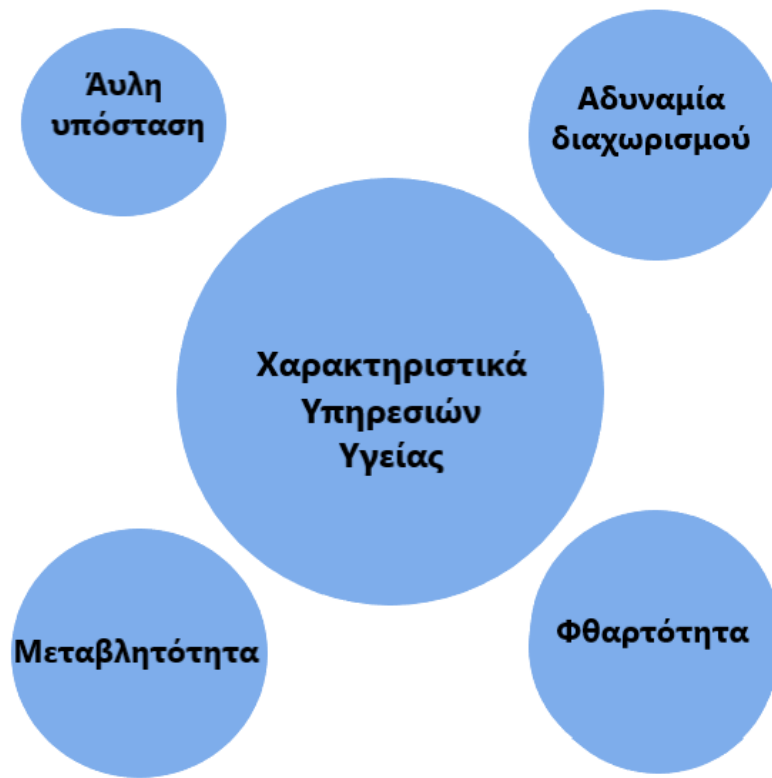 Άυλη
υπόσταση
Αδυναμία
διαχωρισμού
Χαρακτηριστικά
Υπηρεσιών
Υγείας
Μεταβλητότητα
Φθαρτότητα